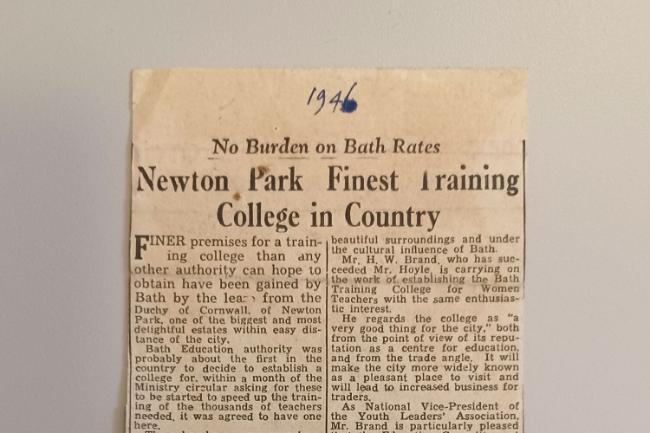 1946
No Burden on Bath Rates
Newton Park Finest Training
College in Country
FINER premises for a train-
ing college than any
other authority can hope to
obtain have been gained by
Bath by the lease from the
Duchy of Cornwall, of Newton
Park, one of the biggest and most
delightful estates within easy dis-
tance of the city.
Bath Education authority was
probably about the first in the
country to decide to establish a
college for, within a month of the
Ministry circular asking for these
to be started to speed up the train-
ing of the thousands of teachers
needed, it was agreed to have one
here.
beautiful surroundings and under
the cultural influence of Bath.
Mr. H. W. Brand, who has suc-
ceeded Mr. Hoyle, is carrying on
the work of establishing the Bath
Training College for Women
Teachers with the same enthusias-
tic interest.
He regards the college as "a
very good thing for the city," both
from the point of view of its repu-
tation as a centre for education,
and from the trade angle. It will
make the city more widely known
as a pleasant place to visit and
will lead to increased business for
traders.
As National Vice-President of
the Youth Leaders' Association,
Mr. Brand is particularly pleased